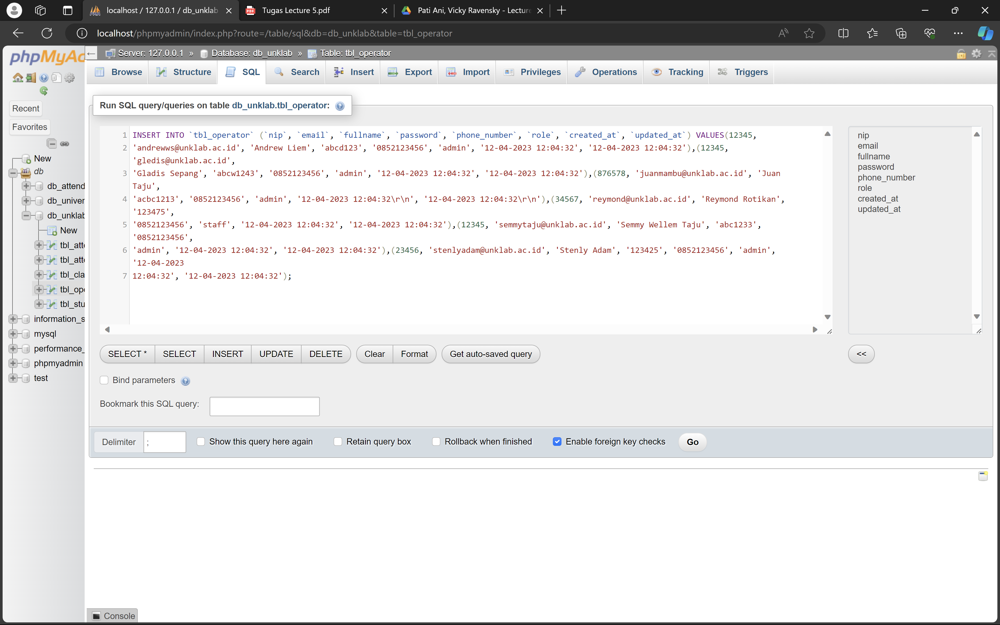 localhost / 127.0.0.1 / db_unklab
Tugas Lecture 5.pdf
Pati Ani, Vicky Ravensky - Lecture
localhost/phpmyadmin/index.php?route=/table/sql&db=db_unklab&table=tbl_operator
phpMyAd
Server: 127.0.0.1 » Database: db_unklab » Table: tbl_operator
Browse Structure SQL Search Insert Export Import Privileges Operations Tracking Triggers
Recent
Favorites
New
db
db_attend
db_univer
db_unklab
New
tbl_atte
tbl_atte
tbl_cla
tbl_ope
tbl_stu
information_s
mysql
performance_
phpmyadmin
test
Run SQL query/queries on table db_unklab.tbl_operator:
1 INSERT INTO `tbl_operator` (`nip`, `email`, `fullname`, `password`, `phone_number`, `role`, `created_at`, `updated_at`) VALUES(12345,
2 'andrewws@unklab.ac.id', 'Andrew Liem', 'abcd123', '0852123456', 'admin', '12-04-2023 12:04:32', '12-04-2023 12:04:32'),(12345,
'gledis@unklab.ac.id',
3 'Gladis Sepang', 'abcw1243', '0852123456', 'admin', '12-04-2023 12:04:32', '12-04-2023 12:04:32'),(876578, 'juanmambu@unklab.ac.id', 'Juan
Taju',
4 'acbc1213', '0852123456', 'admin', '12-04-2023 12:04:32\r\n', '12-04-2023 12:04:32\r\n'),(34567, 'reymond@unklab.ac.id', 'Reymond Rotikan',
'123475',
5 '0852123456', 'staff', '12-04-2023 12:04:32', '12-04-2023 12:04:32'),(12345, 'semmytaju@unklab.ac.id', 'Semmy Wellem Taju', 'abc1233',
'0852123456',
6 'admin', '12-04-2023 12:04:32', '12-04-2023 12:04:32'),(23456, 'stenlyadam@unklab.ac.id', 'Stenly Adam', '123425', '0852123456', 'admin',
'12-04-2023
7 12:04:32', '12-04-2023 12:04:32');
nip
email
fullname
password
phone_number
role
created_at
updated_at
SELECT * SELECT INSERT UPDATE DELETE Clear Format Get auto-saved query <<
Bind parameters
Bookmark this SQL query:
Delimiter ; Show this query here again Retain query box Rollback when finished Enable foreign key checks Go
Console